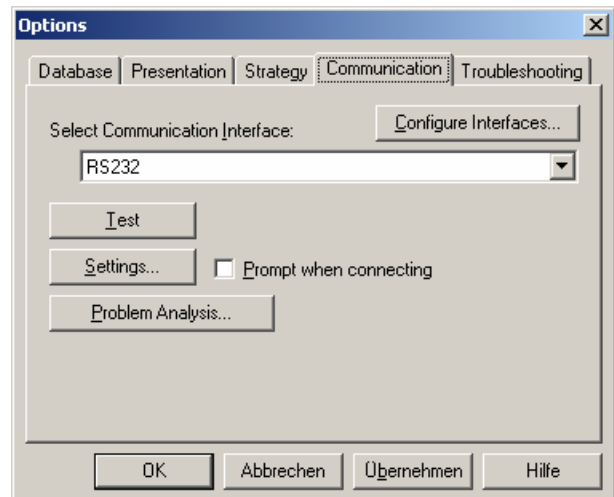 Options
Database Presentation Strategy Communication Troubleshooting
Configure Interfaces...
Select Communication Interface:
RS232
Test
Settings... Prompt when connecting
Problem Analysis...
OK Abbrechen Übernehmen Hilfe